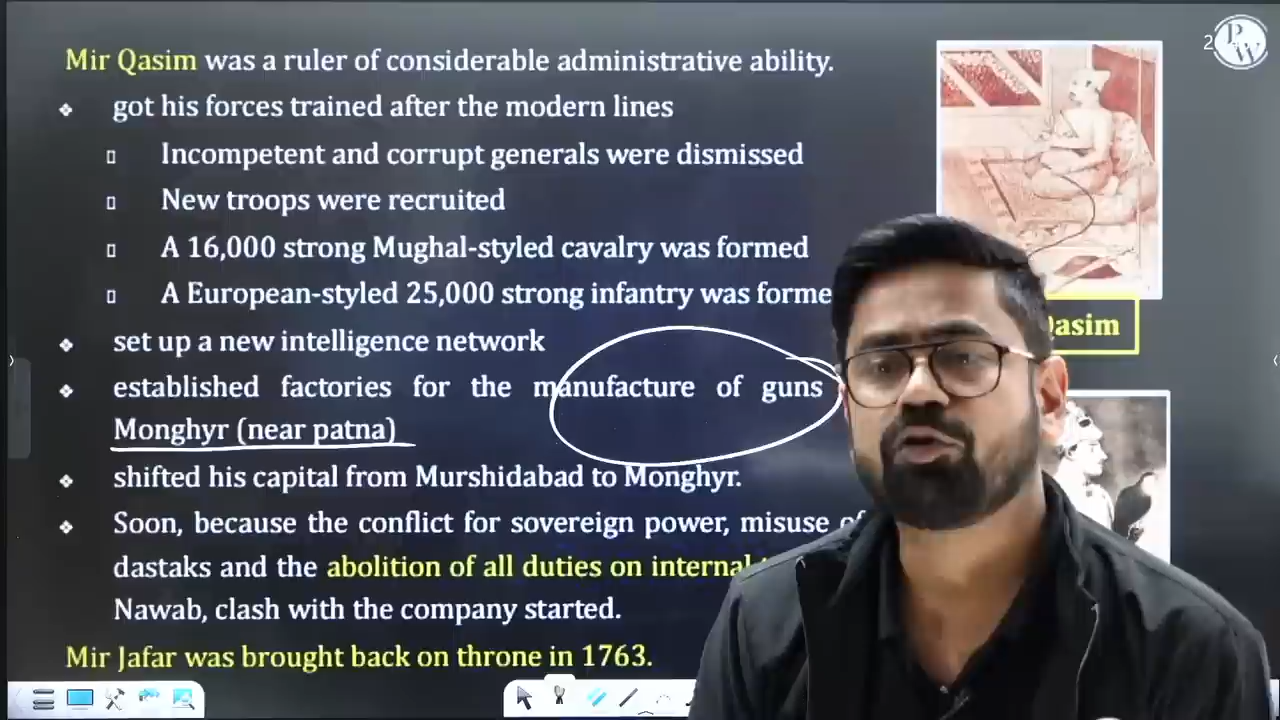 Mir Qasim was a ruler of considerable administrative ability.
❖ got his forces trained after the modern lines
▯ Incompetent and corrupt generals were dismissed
▯ New troops were recruited
▯ A 16,000 strong Mughal-styled cavalry was formed
▯ A European-styled 25,000 strong infantry was forme
❖ set up a new intelligence network
❖ established factories for the manufacture of guns
Monghyr (near patna)
❖ shifted his capital from Murshidabad to Monghyr.
❖ Soon, because the conflict for sovereign power, misuse of
dastaks and the abolition of all duties on internal
Nawab, clash with the company started.
Mir Jafar was brought back on throne in 1763.
2
PW
Qasim